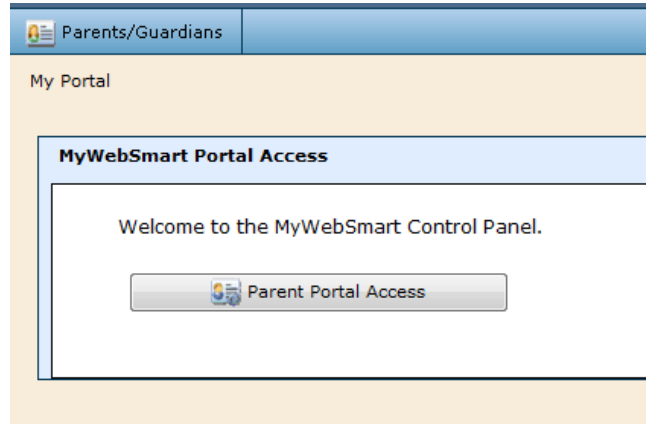 Parents/Guardians
My Portal
MyWebSmart Portal Access
Welcome to the MyWebSmart Control Panel.
Parent Portal Access